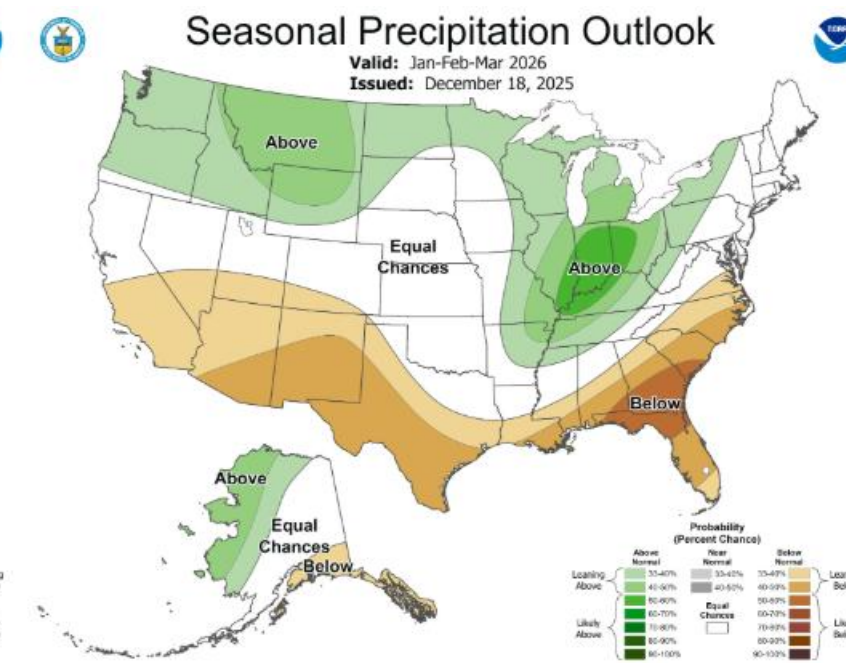 Seasonal Precipitation Outlook
Valid: Jan-Feb-Mar 2026
Issued: December 18, 2025
Above
Equal
Chances
Above
Below
Above
Equal
Chances
Below
Probability
(Percent Chance)
Above
Normal
Near
Normal
Below
Normal
Leaning
Above
33-40%
40-50%
50-60%
60-70%
70-80%
80-90%
90-100%
Likely
Above
33-40%
40-50%
Equal
Chances
33-40%
40-50%
50-60%
60-70%
70-80%
80-90%
90-100%